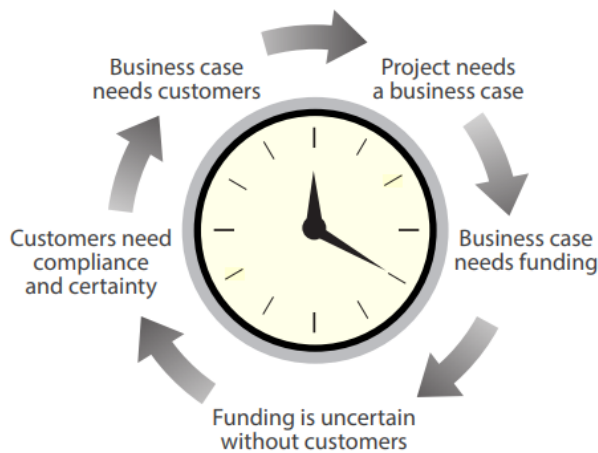 Business case
needs customers
Project needs
a business case
Business case
needs funding
Funding is uncertain
without customers
Customers need
compliance
and certainty